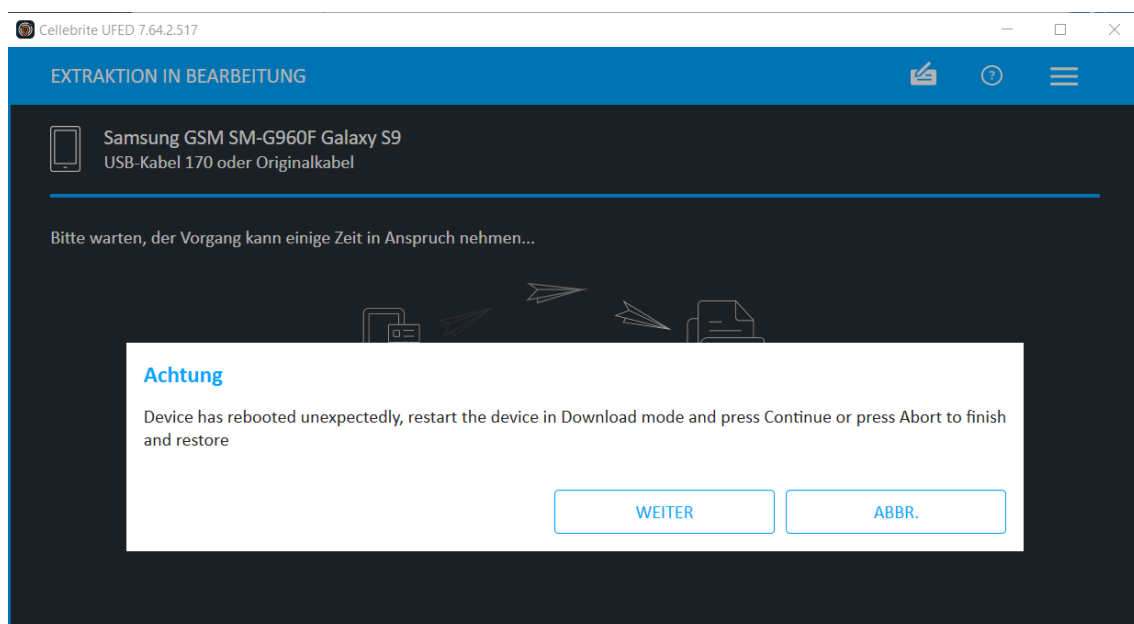 Cellebrite UFED 7.64.2.517
EXTRAKTION IN BEARBEITUNG
Samsung GSM SM-G960F Galaxy S9
USB-Kabel 170 oder Originalkabel
Bitte warten, der Vorgang kann einige Zeit in Anspruch nehmen...
Achtung
Device has rebooted unexpectedly, restart the device in Download mode and press Continue or press Abort to finish
and restore
WEITER
ABBR.